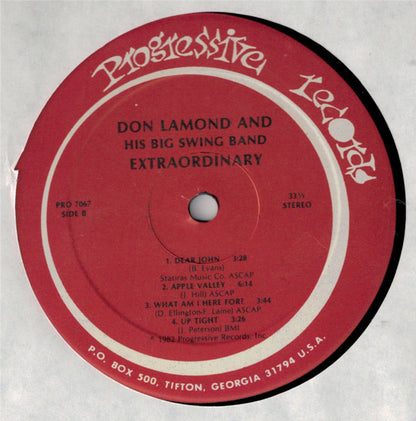 Progressive records
DON LAMOND AND
HIS BIG SWING BAND
EXTRAORDINARY
PRO 7067
SIDE B
33⅓
STEREO
1. DEAR JOHN 3:28
(B. Evans)
Statiras Music Co. ASCAP
2. APPLE VALLEY 6:14
(J. Hill) ASCAP
3. WHAT AM I HERE FOR? 3:44
(D. Ellington-F. Laine) ASCAP
4. UP TIGHT 3:26
(J. Peterson) BMI
℗ 1982 Progressive Records, Inc.
P.O. BOX 500, TIFTON, GEORGIA 31794 U.S.A.